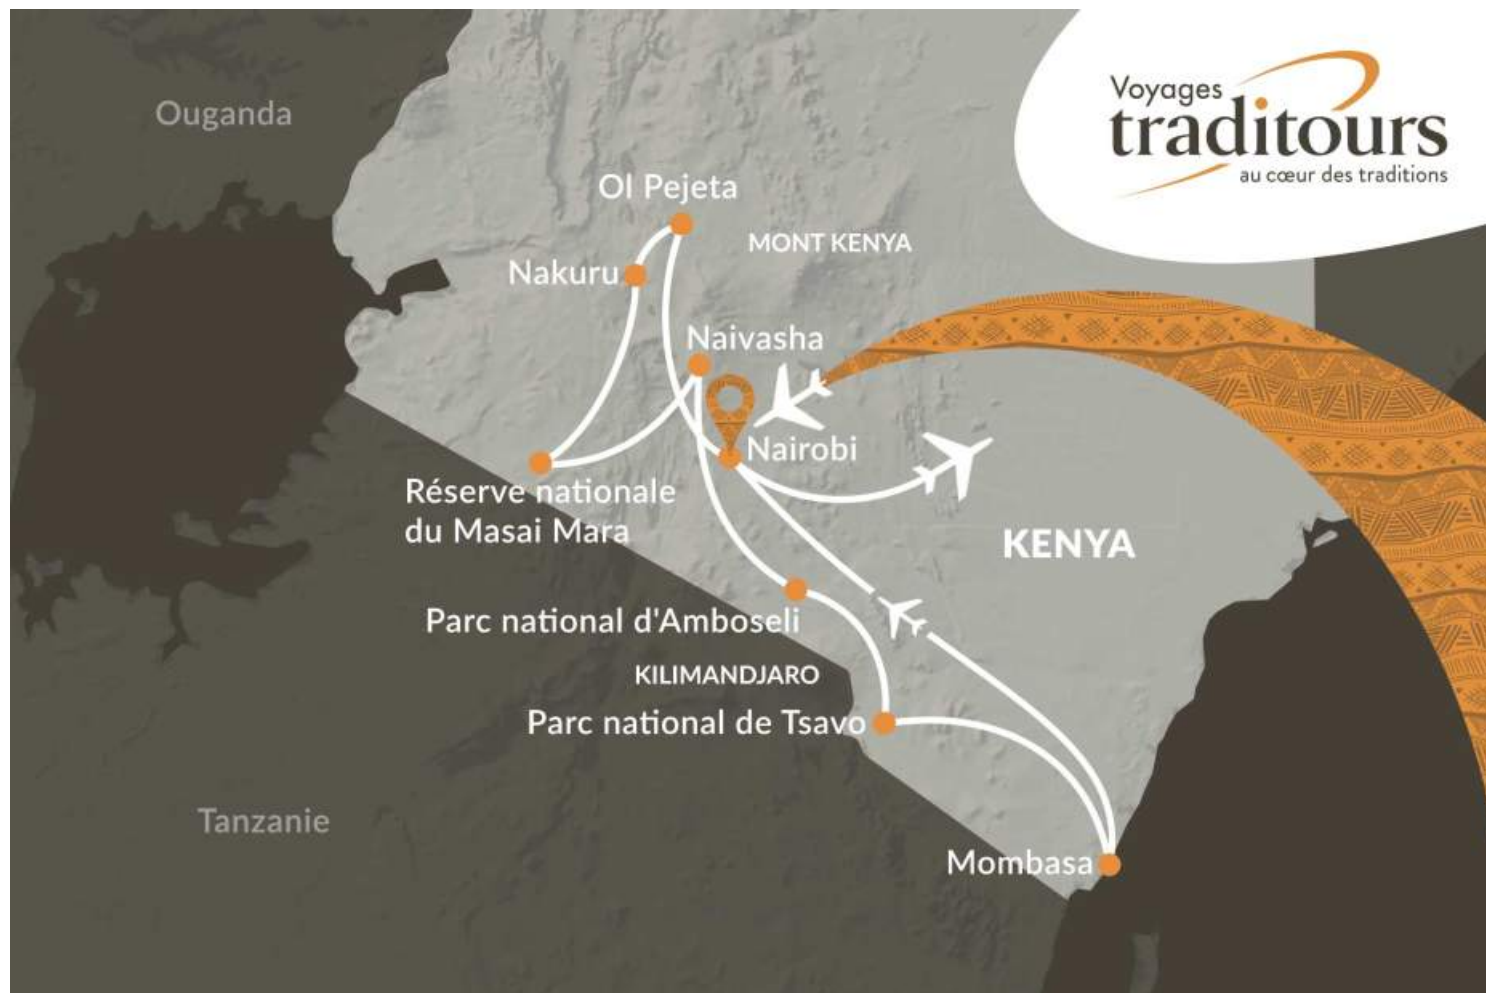 Voyages
traditours
au cœur des traditions
Ouganda
Ol Pejeta
MONT KENYA
Nakuru
Naivasha
Nairobi
Réserve nationale
du Masai Mara
KENYA
Parc national d'Amboseli
KILIMANDJARO
Parc national de Tsavo
Tanzanie
Mombasa